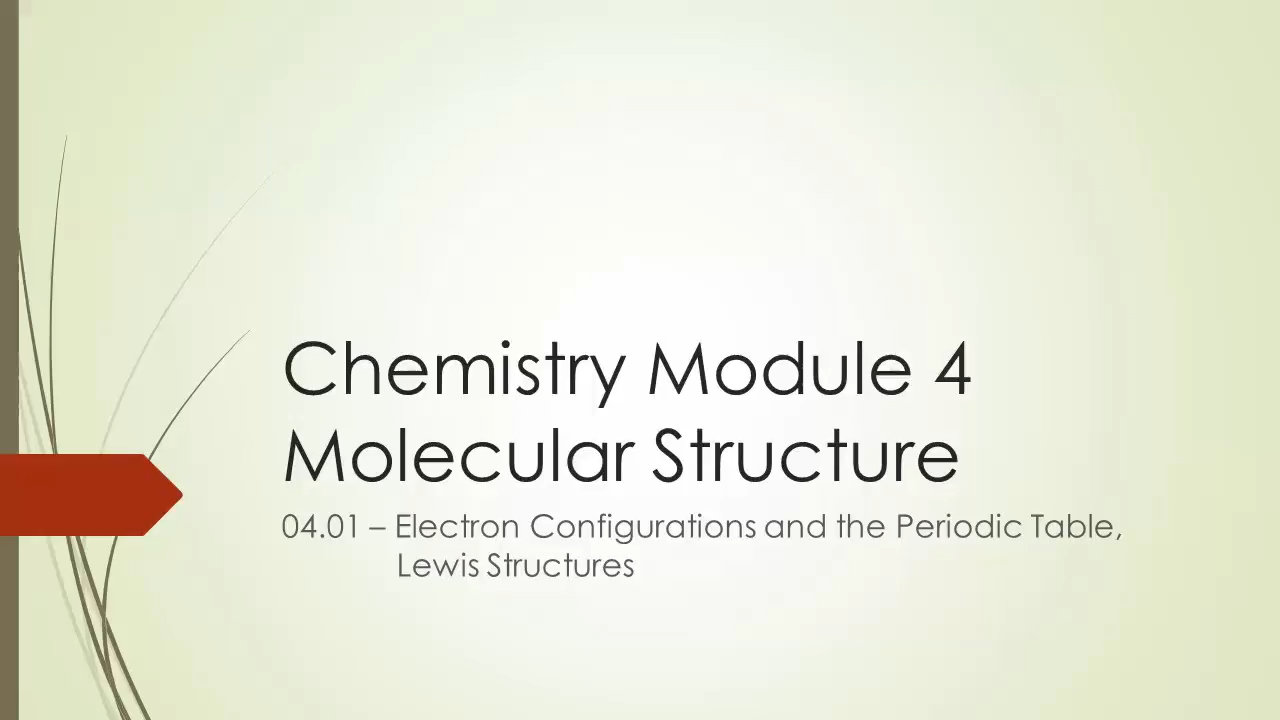 Chemistry Module 4
Molecular Structure
04.01 – Electron Configurations and the Periodic Table,
Lewis Structures